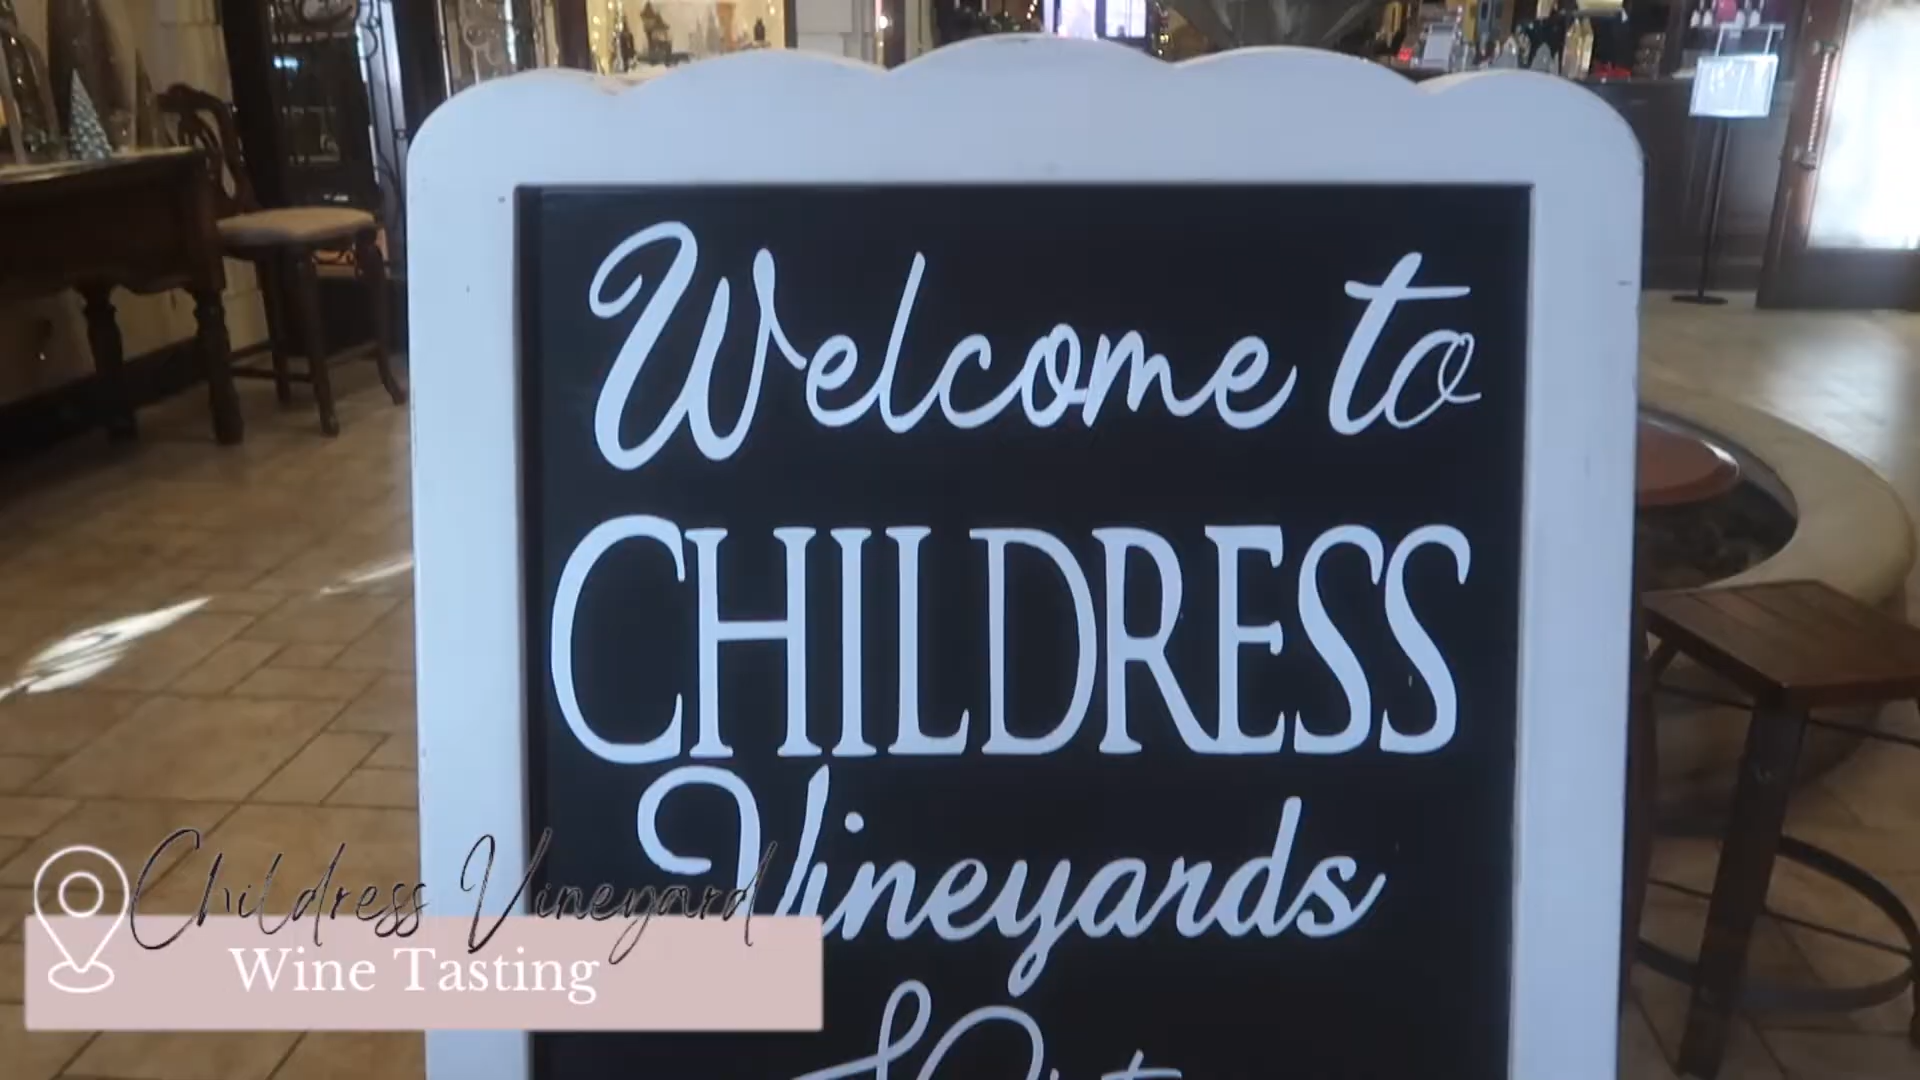 Welcome to
CHILDRESS
Vineyards
&
Childress Vineyard
Wine Tasting